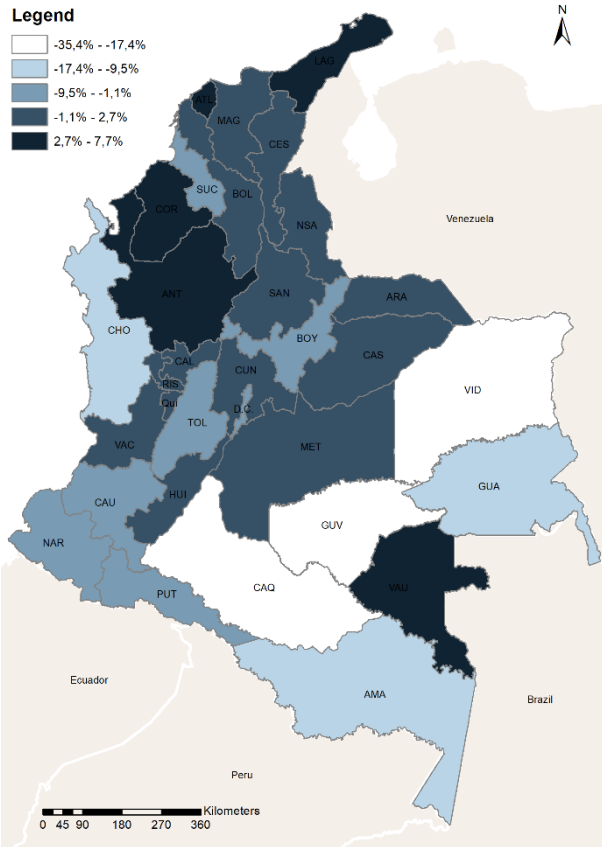 Legend
N
-35,4% - -17,4%
-17,4% - -9,5%
-9,5% - -1,1%
-1,1% - 2,7%
2,7% - 7,7%
LAG
ATL
MAG
CES
SUC
BOL
COR
NSA
Venezuela
ANT
SAN
ARA
CHO
BOY
CAL
CUN
CAS
RIS
VID
Qui
D.C.
TOL
VAC
MET
GUA
HUI
CAU
GUV
NAR
CAQ
VAU
PUT
Ecuador
AMA
Brazil
Peru
Kilometers
0 45 90 180 270 360